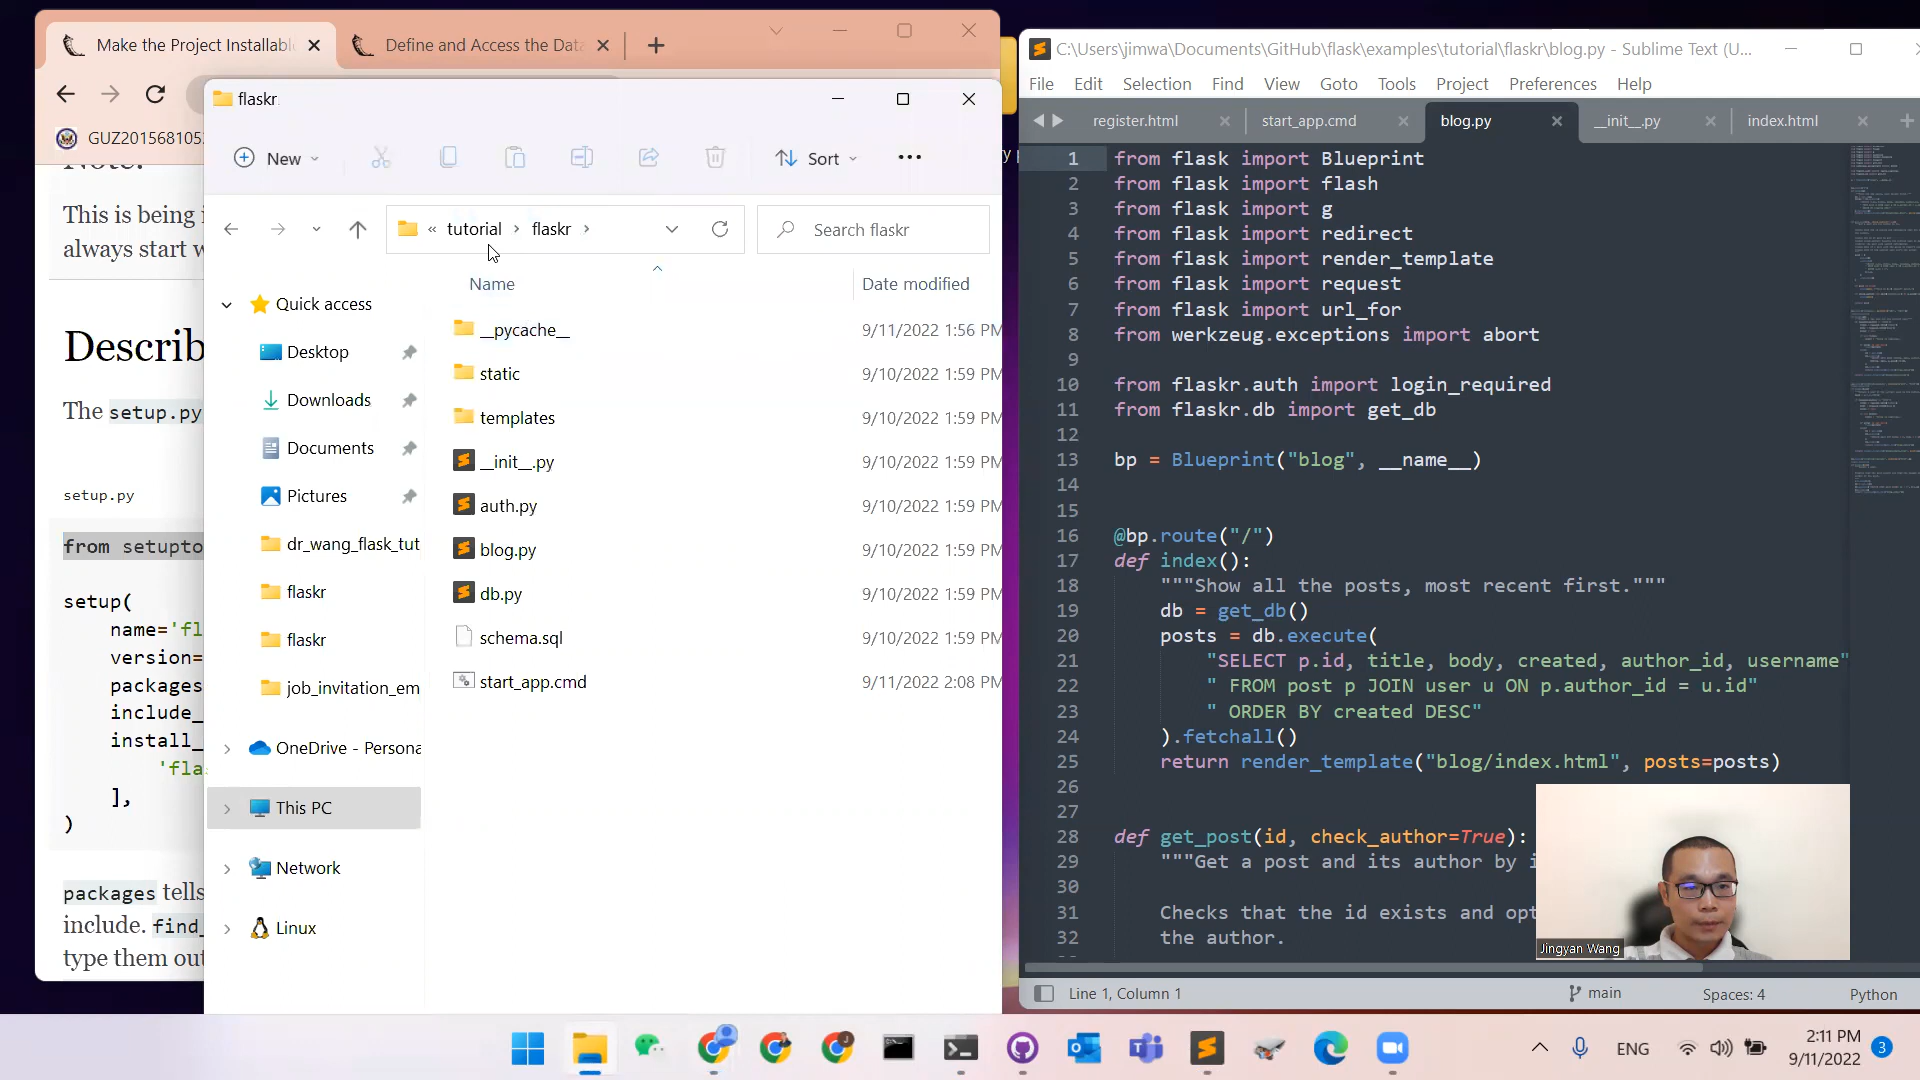 Make the Project Installabl
Define and Access the Data
GUZ201568105
Note:
This is being i
always start w
Describ
The setup.py
setup.py
from setupto
setup(
name='fl
version=
packages
include_
install_
'fla
],
)
packages tells
include. find_
type them out
flaskr
New
Sort
tutorial
flaskr
Search flaskr
Name
Date modified
Quick access
Desktop
Downloads
Documents
Pictures
dr_wang_flask_tut
flaskr
flaskr
job_invitation_em
OneDrive - Persona
This PC
Network
Linux
__pycache__ 9/11/2022 1:56 PM
static 9/10/2022 1:59 PM
templates 9/10/2022 1:59 PM
__init__.py 9/10/2022 1:59 PM
auth.py 9/10/2022 1:59 PM
blog.py 9/10/2022 1:59 PM
db.py 9/10/2022 1:59 PM
schema.sql 9/10/2022 1:59 PM
start_app.cmd 9/11/2022 2:08 PM
C:\Users\jimwa\Documents\GitHub\flask\examples\tutorial\flaskr\blog.py - Sublime Text (U...
File Edit Selection Find View Goto Tools Project Preferences Help
register.html start_app.cmd blog.py __init__.py index.html
1 from flask import Blueprint
2 from flask import flash
3 from flask import g
4 from flask import redirect
5 from flask import render_template
6 from flask import request
7 from flask import url_for
8 from werkzeug.exceptions import abort
9
10 from flaskr.auth import login_required
11 from flaskr.db import get_db
12
13 bp = Blueprint("blog", __name__)
14
15
16 @bp.route("/")
17 def index():
18 """Show all the posts, most recent first."""
19 db = get_db()
20 posts = db.execute(
21 "SELECT p.id, title, body, created, author_id, username"
22 " FROM post p JOIN user u ON p.author_id = u.id"
23 " ORDER BY created DESC"
24 ).fetchall()
25 return render_template("blog/index.html", posts=posts)
26
27
28 def get_post(id, check_author=True):
29 """Get a post and its author by i
30
31 Checks that the id exists and opt
32 the author.
Jingyan Wang
Line 1, Column 1
main
Spaces: 4
Python
ENG
2:11 PM
9/11/2022
3